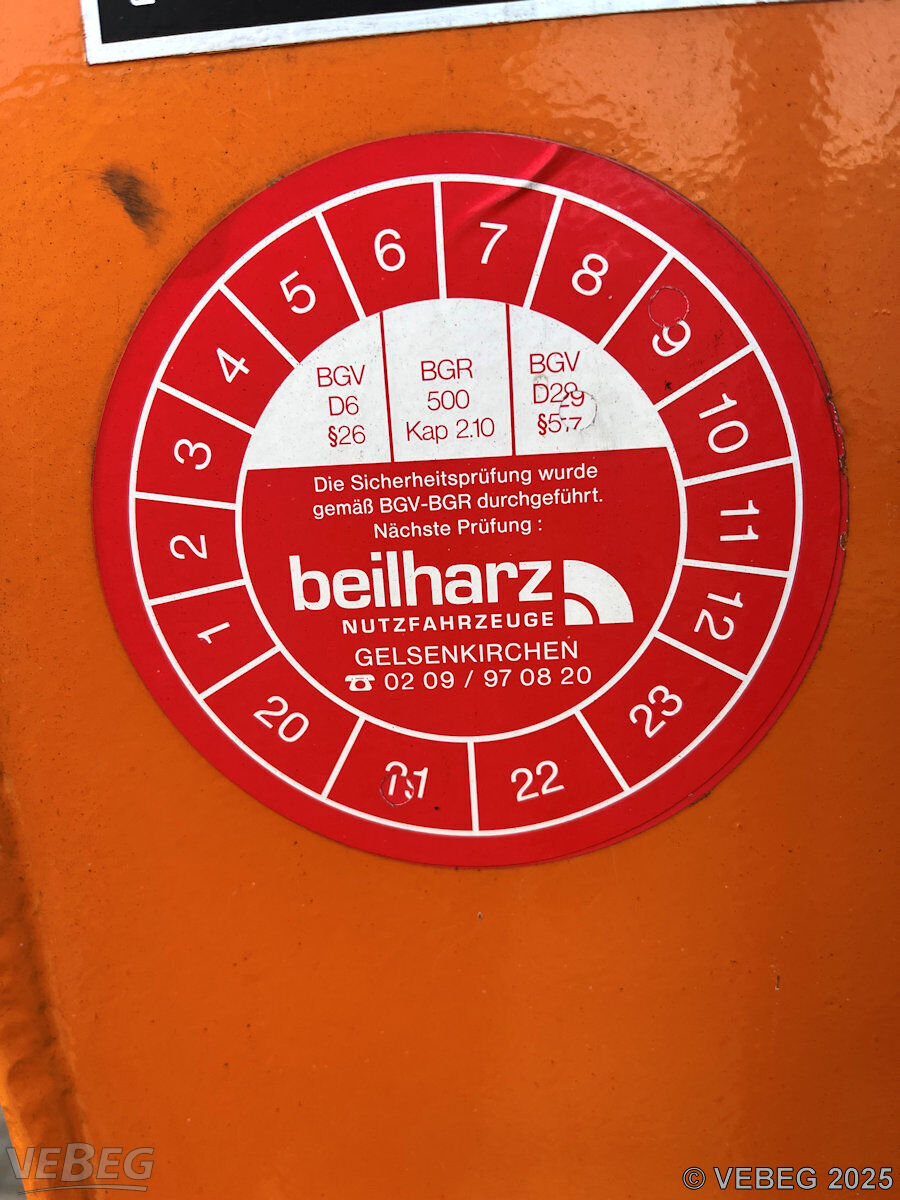 1
2
3
4
5
6
7
8
9
10
11
12
20
21
22
23
BGV
D6
§26
BGR
500
Kap 2.10
BGV
D29
§57
Die Sicherheitsprüfung wurde
gemäß BGV-BGR durchgeführt.
Nächste Prüfung :
beilharz
NUTZFAHRZEUGE
GELSENKIRCHEN
☎ 02 09 / 97 08 20
VEBEG
© VEBEG 2025